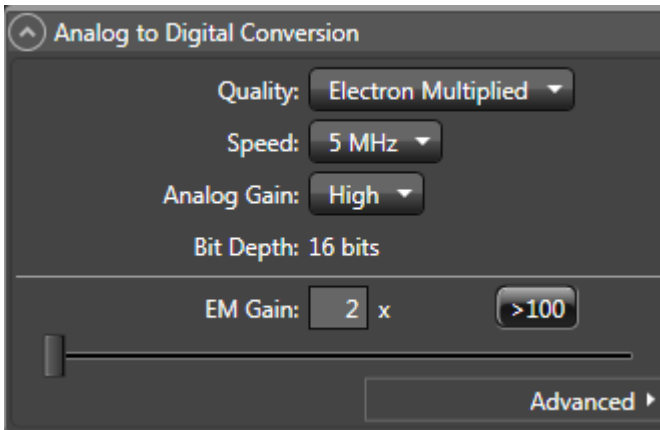 Analog to Digital Conversion
Quality: Electron Multiplied
Speed: 5 MHz
Analog Gain: High
Bit Depth: 16 bits
EM Gain: 2 x >100
Advanced